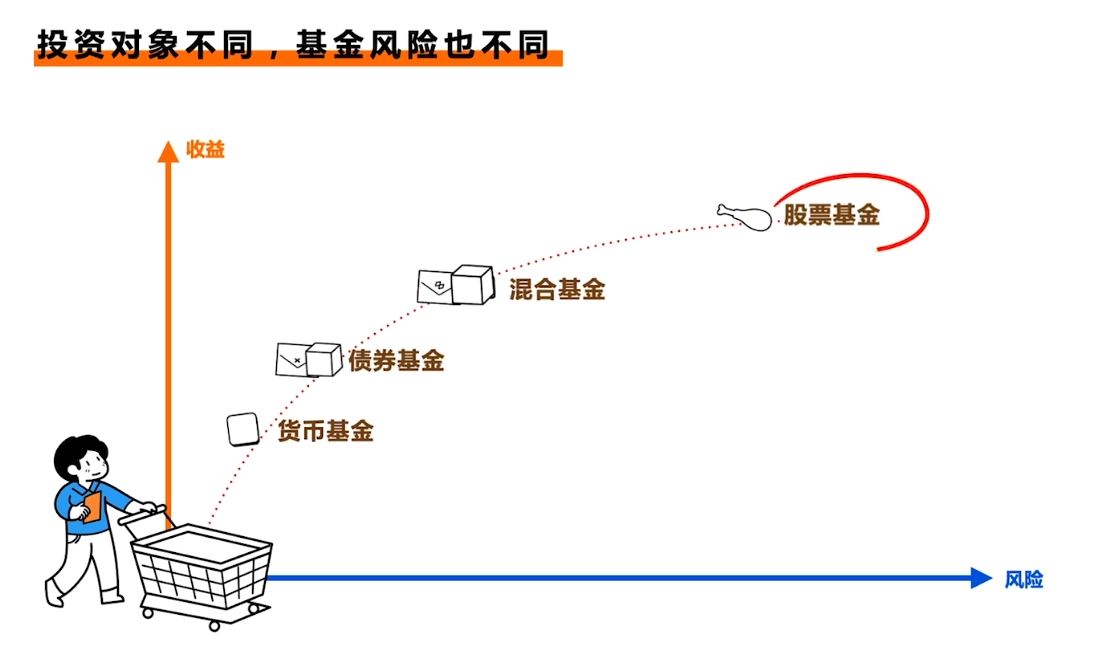 投资对象不同，基金风险也不同
收益
股票基金
混合基金
债券基金
货币基金
风险